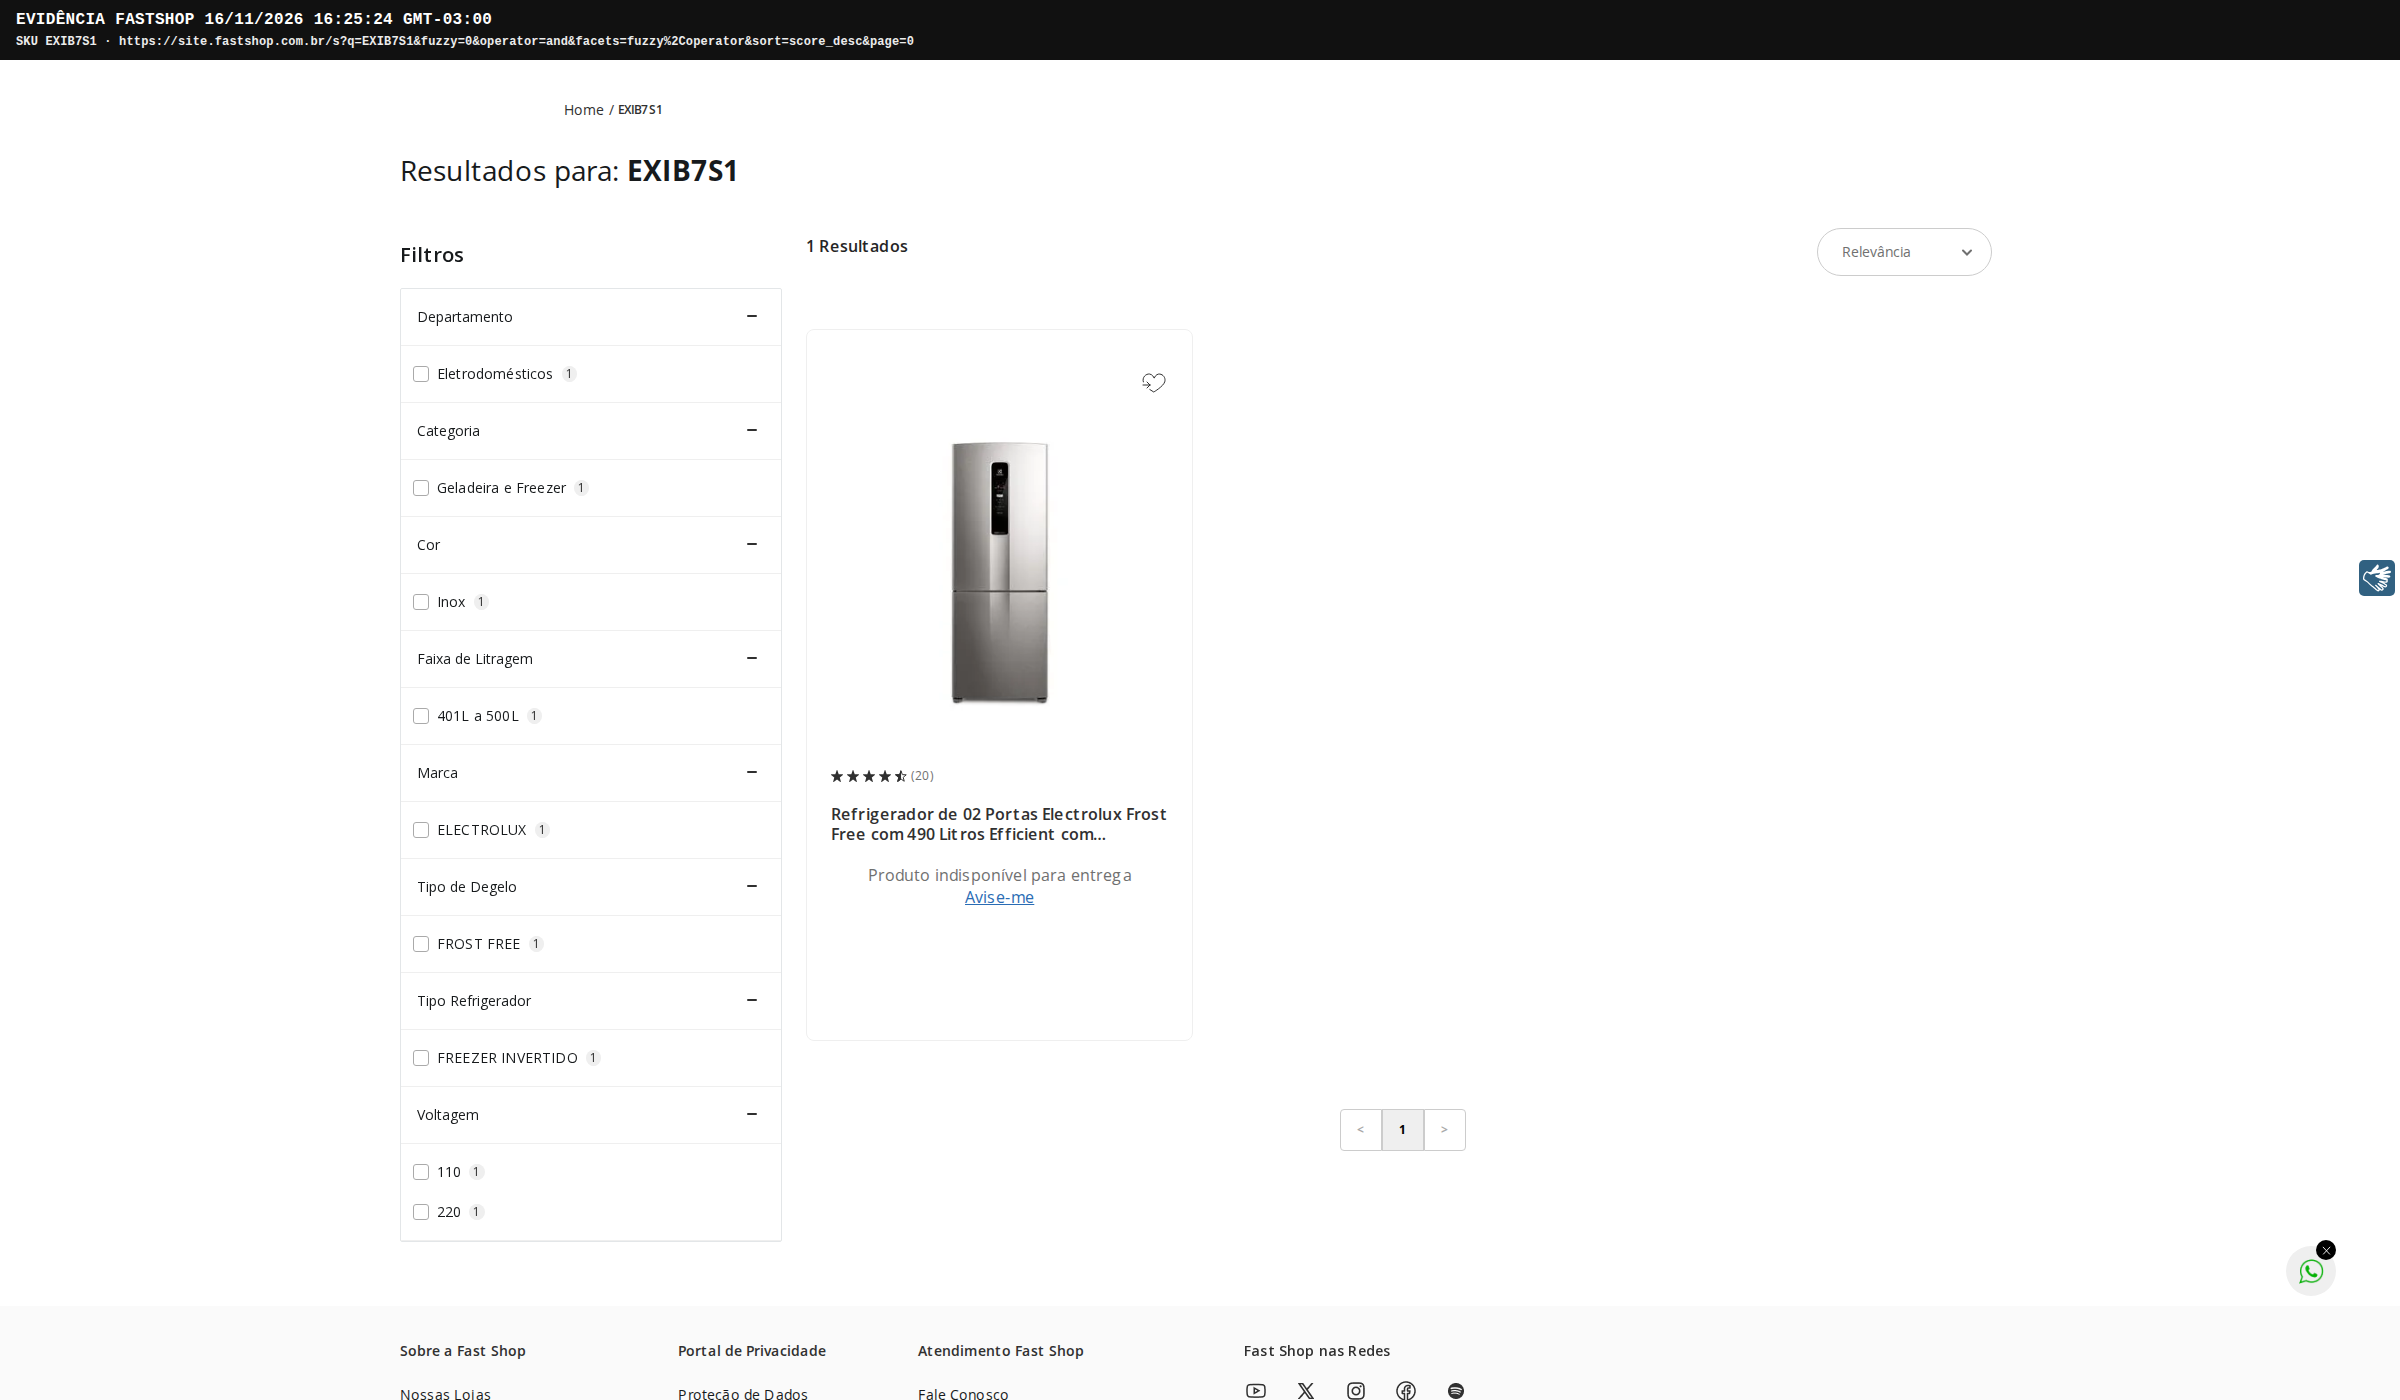 EVIDÊNCIA FASTSHOP 16/11/2026 16:25:24 GMT-03:00
SKU EXIB7S1 · https://site.fastshop.com.br/s?q=EXIB7S1&fuzzy=0&operator=and&facets=fuzzy%2Coperator&sort=score_desc&page=0
Home / EXIB7S1
Resultados para: EXIB7S1
Filtros
1 Resultados
Relevância
Departamento
Eletrodomésticos 1
Categoria
Geladeira e Freezer 1
Cor
Inox 1
Faixa de Litragem
401L a 500L 1
Marca
ELECTROLUX 1
Tipo de Degelo
FROST FREE 1
Tipo Refrigerador
FREEZER INVERTIDO 1
Voltagem
110 1
220 1
(20)
Refrigerador de 02 Portas Electrolux Frost
Free com 490 Litros Efficient com...
Produto indisponível para entrega
Avise-me
< 1 >
Sobre a Fast Shop
Portal de Privacidade
Atendimento Fast Shop
Fast Shop nas Redes
Nossas Lojas
Proteção de Dados
Fale Conosco